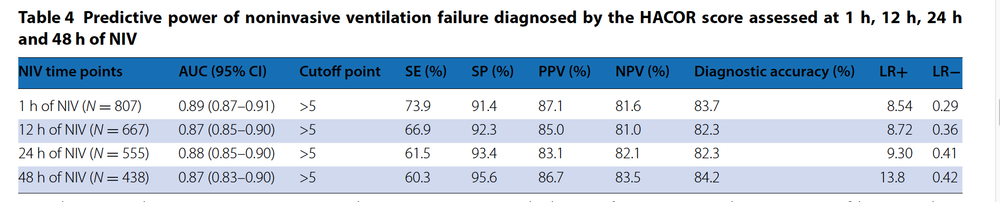 Table 4 Predictive power of noninvasive ventilation failure diagnosed by the HACOR score assessed at 1 h, 12 h, 24 h
and 48 h of NIV
NIV time points AUC (95% CI) Cutoff point SE (%) SP (%) PPV (%) NPV (%) Diagnostic accuracy (%) LR+ LR−
1 h of NIV (N = 807) 0.89 (0.87–0.91) >5 73.9 91.4 87.1 81.6 83.7 8.54 0.29
12 h of NIV (N = 667) 0.87 (0.85–0.90) >5 66.9 92.3 85.0 81.0 82.3 8.72 0.36
24 h of NIV (N = 555) 0.88 (0.85–0.90) >5 61.5 93.4 83.1 82.1 82.3 9.30 0.41
48 h of NIV (N = 438) 0.87 (0.83–0.90) >5 60.3 95.6 86.7 83.5 84.2 13.8 0.42